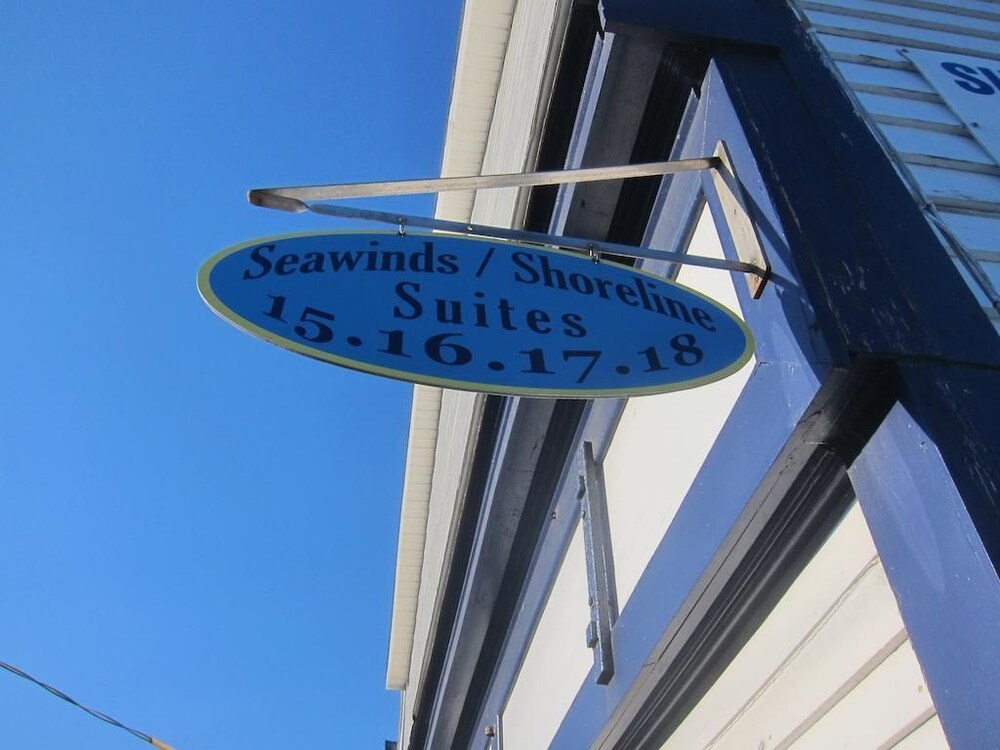 Seawinds / Shoreline
Suites
15.16.17.18